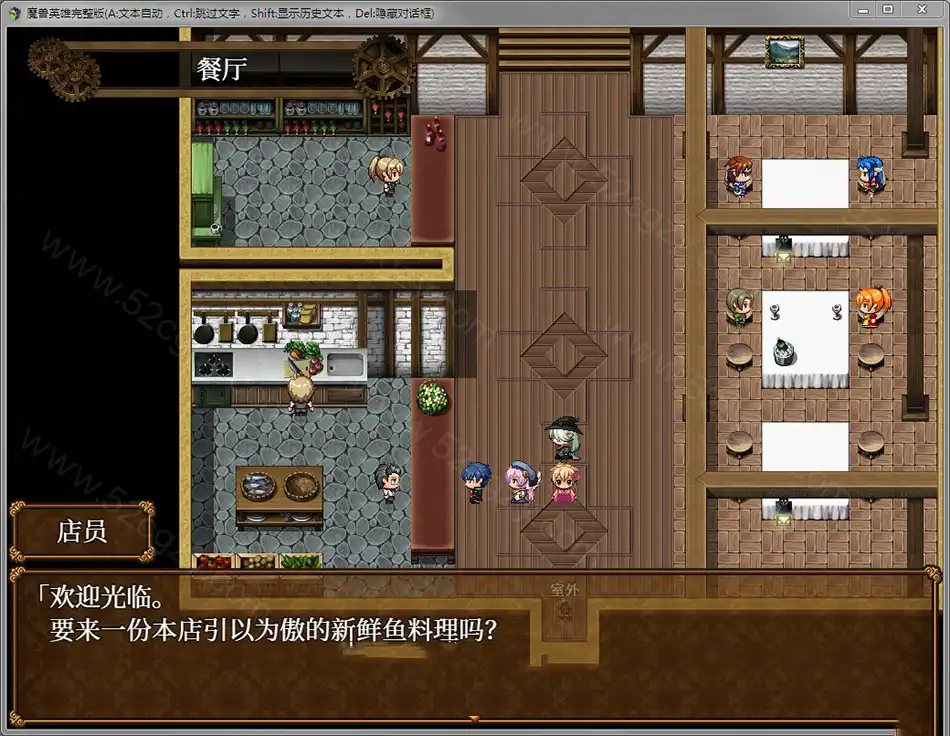 魔兽英雄完整版(A:文本自动，Ctrl:跳过文字，Shift:显示历史文本，Del:隐藏对话框)
餐厅
室外
店员
「欢迎光临。
要来一份本店引以为傲的新鲜鱼料理吗?